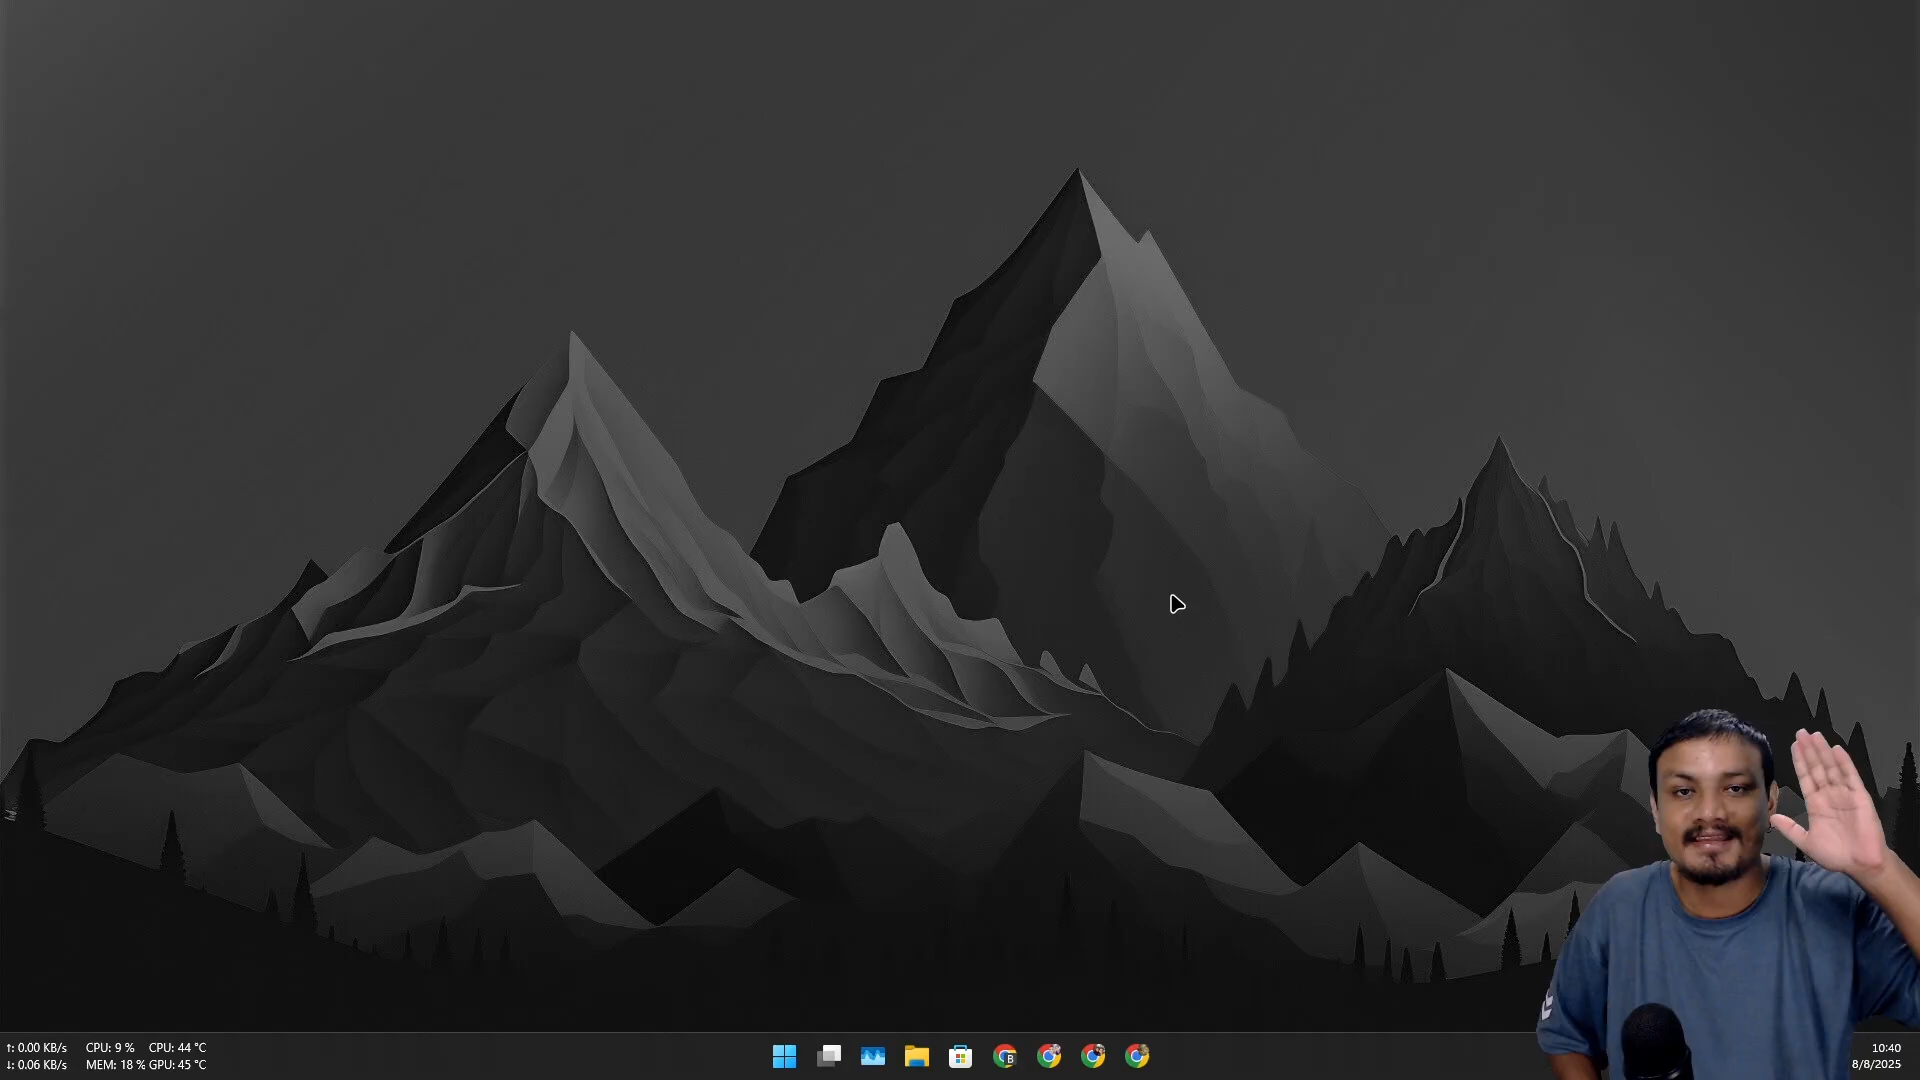 ↑: 0.00 KB/s CPU: 9 % CPU: 44 °C
↓: 0.06 KB/s MEM: 18 % GPU: 45 °C
B
10:40
8/8/2025